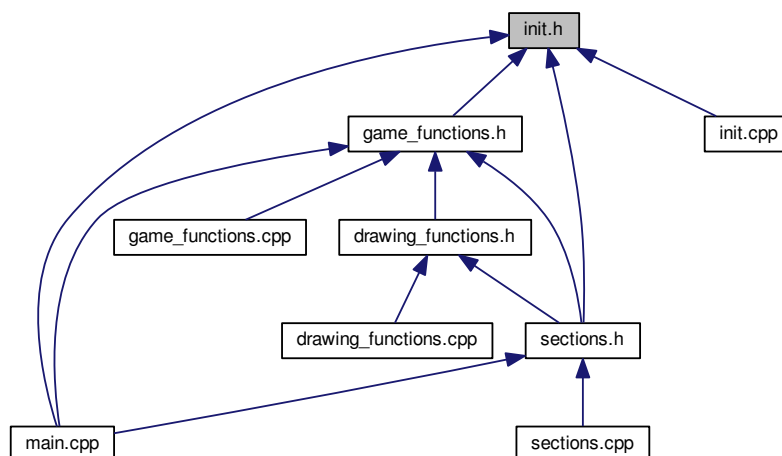 init.h
game_functions.h
init.cpp
game_functions.cpp
drawing_functions.h
drawing_functions.cpp
sections.h
main.cpp
sections.cpp